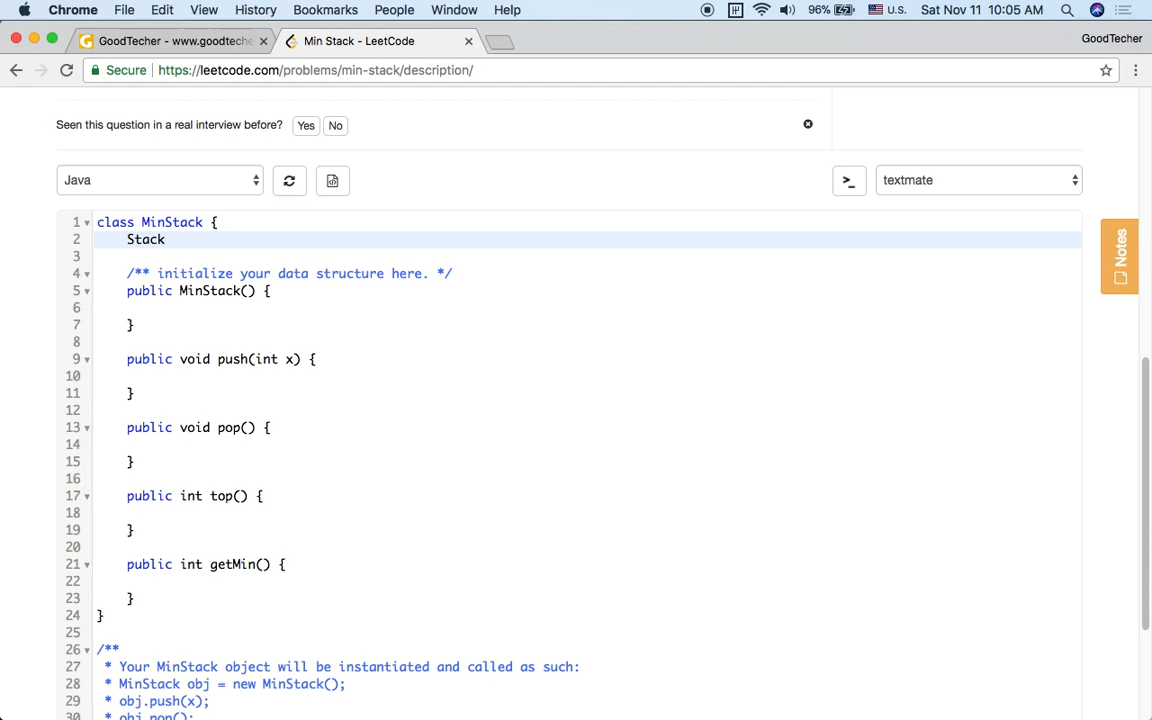 Chrome File Edit View History Bookmarks People Window Help 96% U.S. Sat Nov 11 10:05 AM
GoodTecher - www.goodteche Min Stack - LeetCode GoodTecher
Secure https://leetcode.com/problems/min-stack/description/
Seen this question in a real interview before? Yes No
Java >_ textmate
Notes
1 class MinStack {
2 Stack
3
4 /** initialize your data structure here. */
5 public MinStack() {
6
7 }
8
9 public void push(int x) {
10
11 }
12
13 public void pop() {
14
15 }
16
17 public int top() {
18
19 }
20
21 public int getMin() {
22
23 }
24 }
25
26 /**
27 * Your MinStack object will be instantiated and called as such:
28 * MinStack obj = new MinStack();
29 * obj.push(x);
30 * obj.pop();